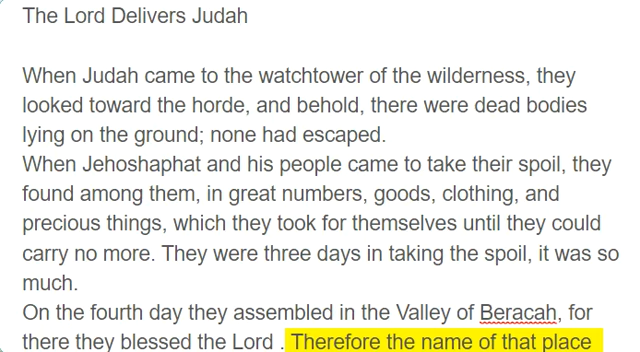 The Lord Delivers Judah
When Judah came to the watchtower of the wilderness, they
looked toward the horde, and behold, there were dead bodies
lying on the ground; none had escaped.
When Jehoshaphat and his people came to take their spoil, they
found among them, in great numbers, goods, clothing, and
precious things, which they took for themselves until they could
carry no more. They were three days in taking the spoil, it was so
much.
On the fourth day they assembled in the Valley of Beracah, for
there they blessed the Lord . Therefore the name of that place